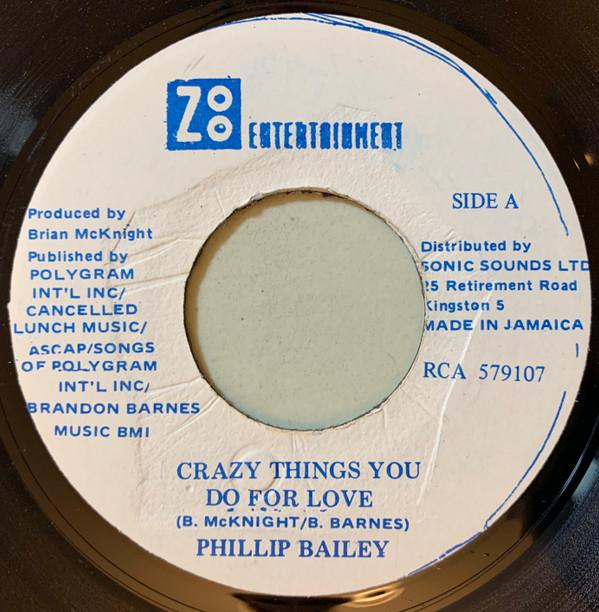 ZOO ENTERTAINMENT
SIDE A
Produced by
Brian McKnight
Published by
POLYGRAM
INT'L INC/
CANCELLED
LUNCH MUSIC/
ASCAP/SONGS
OF POLYGRAM
INT'L INC/
BRANDON BARNES
MUSIC BMI
Distributed by
SONIC SOUNDS LTD
25 Retirement Road
Kingston 5
MADE IN JAMAICA
RCA 579107
CRAZY THINGS YOU
DO FOR LOVE
(B. McKNIGHT/B. BARNES)
PHILLIP BAILEY